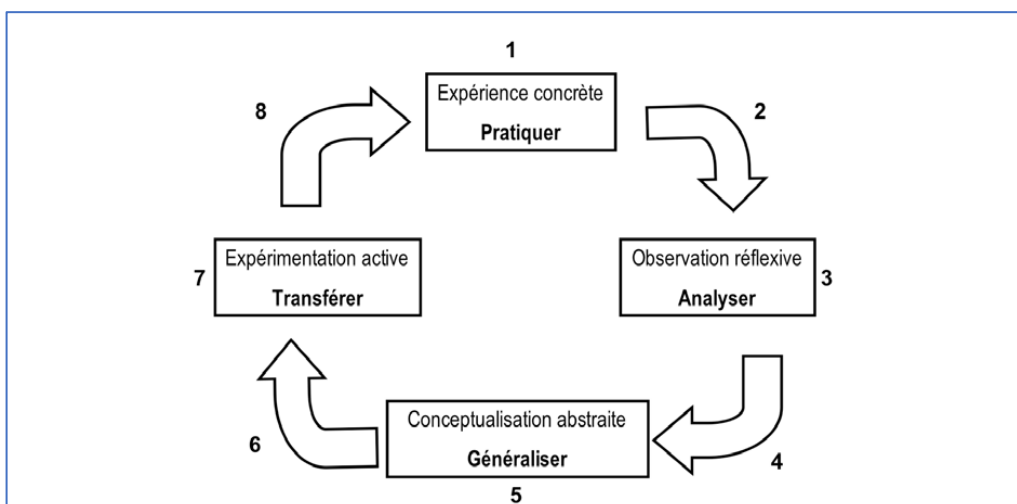 1
Expérience concrète
Pratiquer
2
Observation réflexive
Analyser
3
4
Conceptualisation abstraite
Généraliser
5
6
Expérimentation active
Transférer
7
8